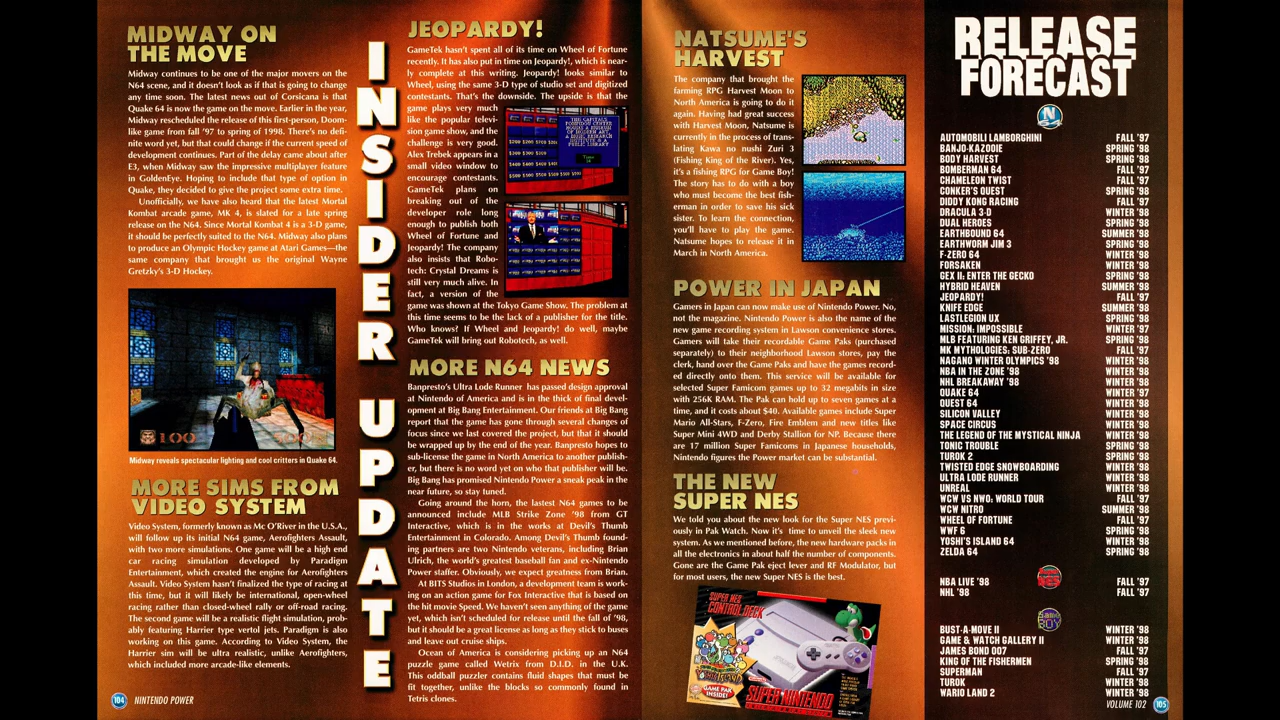 MIDWAY ON
THE MOVE
Midway continues to be one of the major movers on the
N64 scene, and it doesn't look as if that is going to change
any time soon. The latest news out of Corsicana is that
Quake 64 is now the game on the move. Earlier in the year,
Midway rescheduled the release of this first-person, Doom-
like game from fall '97 to spring of 1998. There's no defi-
nite word yet, but that could change if the current speed of
development continues. Part of the delay came about after
E3, when Midway saw the impressive multiplayer feature
in GoldenEye. Hoping to include that type of option in
Quake, they decided to give the project some extra time.
Unofficially, we have also heard that the latest Mortal
Kombat arcade game, MK 4, is slated for a late spring
release on the N64. Since Mortal Kombat 4 is a 3-D game,
it should be perfectly suited to the N64. Midway also plans
to produce an Olympic Hockey game at Atari Games—the
same company that brought us the original Wayne
Gretzky's 3-D Hockey.
100
Midway reveals spectacular lighting and cool critters in Quake 64.
MORE SIMS FROM
VIDEO SYSTEM
Video System, formerly known as Mc O'River in the U.S.A.,
will follow up its initial N64 game, Aerofighters Assault,
with two more simulations. One game will be a high end
car racing simulation developed by Paradigm
Entertainment, which created the engine for Aerofighters
Assault. Video System hasn't finalized the type of racing at
this time, but it will likely be international, open-wheel
racing rather than closed-wheel rally or off-road racing.
The second game will be a realistic flight simulation, prob-
ably featuring Harrier type vertol jets. Paradigm is also
working on this game. According to Video System, the
Harrier sim will be ultra realistic, unlike Aerofighters,
which included more arcade-like elements.
104 NINTENDO POWER
INSIDER UPDATE
JEOPARDY!
GameTek hasn't spent all of its time on Wheel of Fortune
recently. It has also put in time on Jeopardy!, which is near-
ly complete at this writing. Jeopardy! looks similar to
Wheel, using the same 3-D type of studio set and digitized
contestants. That's the downside. The upside is that the
game plays very much
like the popular televi-
sion game show, and the
challenge is very good.
Alex Trebek appears in a
small video window to
encourage contestants.
GameTek plans on
breaking out of the
developer role long
enough to publish both
Wheel of Fortune and
Jeopardy! The company
also insists that Robo-
tech: Crystal Dreams is
still very much alive. In
fact, a version of the
game was shown at the Tokyo Game Show. The problem at
this time seems to be the lack of a publisher for the title.
Who knows? If Wheel and Jeopardy! do well, maybe
GameTek will bring out Robotech, as well.
MORE N64 NEWS
Banpresto's Ultra Lode Runner has passed design approval
at Nintendo of America and is in the thick of final devel-
opment at Big Bang Entertainment. Our friends at Big Bang
report that the game has gone through several changes of
focus since we last covered the project, but that it should
be wrapped up by the end of the year. Banpresto hopes to
sub-license the game in North America to another publish-
er, but there is no word yet on who that publisher will be.
Big Bang has promised Nintendo Power a sneak peak in the
near future, so stay tuned.
Going around the horn, the lastest N64 games to be
announced include MLB Strike Zone '98 from GT
Interactive, which is in the works at Devil's Thumb
Entertainment in Colorado. Among Devil's Thumb found-
ing partners are two Nintendo veterans, including Brian
Ulrich, the world's greatest baseball fan and ex-Nintendo
Power staffer. Obviously, we expect greatness from Brian.
At BITS Studios in London, a development team is work-
ing on an action game for Fox Interactive that is based on
the hit movie Speed. We haven't seen anything of the game
yet, which isn't scheduled for release until the fall of '98,
but it should be a great license as long as they stick to buses
and leave out cruise ships.
Ocean of America is considering picking up an N64
puzzle game called Wetrix from D.I.D. in the U.K.
This oddball puzzler contains fluid shapes that must be
fit together, unlike the blocks so commonly found in
Tetris clones.
NATSUME'S
HARVEST
The company that brought the
farming RPG Harvest Moon to
North America is going to do it
again. Having had great success
with Harvest Moon, Natsume is
currently in the process of trans-
lating Kawa no nushi Zuri 3
(Fishing King of the River). Yes,
it's a fishing RPG for Game Boy!
The story has to do with a boy
who must become the best fish-
erman in order to save his sick
sister. To learn the connection,
you'll have to play the game.
Natsume hopes to release it in
March in North America.
POWER IN JAPAN
Gamers in Japan can now make use of Nintendo Power. No,
not the magazine. Nintendo Power is also the name of the
new game recording system in Lawson convenience stores.
Gamers will take their recordable Game Paks (purchased
separately) to their neighborhood Lawson stores, pay the
clerk, hand over the Game Paks and have the games record-
ed directly onto them. This service will be available for
selected Super Famicom games up to 32 megabits in size
with 256K RAM. The Pak can hold up to seven games at a
time, and it costs about $40. Available games include Super
Mario All-Stars, F-Zero, Fire Emblem and new titles like
Super Mini 4WD and Derby Stallion for NP. Because there
are 17 million Super Famicoms in Japanese households,
Nintendo figures the Power market can be substantial.
THE NEW
SUPER NES
We told you about the new look for the Super NES previ-
ously in Pak Watch. Now it's time to unveil the sleek new
system. As we mentioned before, the new hardware packs in
all the electronics in about half the number of components.
Gone are the Game Pak eject lever and RF Modulator, but
for most users, the new Super NES is the best.
SUPER NES
CONTROL DECK
GAME PAK
INSIDE!
SUPER NINTENDO
RELEASE
FORECAST
AUTOMOBILI LAMBORGHINI FALL '97
BANJO-KAZOOIE SPRING '98
BODY HARVEST SPRING '98
BOMBERMAN 64 FALL '97
CHAMELEON TWIST FALL '97
CONKER'S QUEST SPRING '98
DIDDY KONG RACING FALL '97
DRACULA 3-D WINTER '98
DUAL HEROES SPRING '98
EARTHBOUND 64 SUMMER '98
EARTHWORM JIM 3 SPRING '98
F-ZERO 64 WINTER '98
FORSAKEN WINTER '98
GEX II: ENTER THE GECKO SPRING '98
HYBRID HEAVEN SUMMER '98
JEOPARDY! FALL '97
KNIFE EDGE SUMMER '98
LASTLEGION UX SPRING '98
MISSION: IMPOSSIBLE WINTER '97
MLB FEATURING KEN GRIFFEY, JR. SPRING '98
MK MYTHOLOGIES: SUB-ZERO FALL '97
NAGANO WINTER OLYMPICS '98 WINTER '98
NBA IN THE ZONE '98 WINTER '98
NHL BREAKAWAY '98 WINTER '98
QUAKE 64 WINTER '97
QUEST 64 WINTER '98
SILICON VALLEY WINTER '98
SPACE CIRCUS WINTER '98
THE LEGEND OF THE MYSTICAL NINJA WINTER '98
TONIC TROUBLE SPRING '98
TUROK 2 SPRING '98
TWISTED EDGE SNOWBOARDING WINTER '98
ULTRA LODE RUNNER WINTER '98
UNREAL WINTER '98
WCW VS NWO: WORLD TOUR FALL '97
WCW NITRO SUMMER '98
WHEEL OF FORTUNE FALL '97
WWF 6 SPRING '98
YOSHI'S ISLAND 64 WINTER '98
ZELDA 64 SPRING '98
NBA LIVE '98 FALL '97
NHL '98 FALL '97
GAME BOY
BUST-A-MOVE II WINTER '98
GAME & WATCH GALLERY II WINTER '98
JAMES BOND 007 WINTER '98
KING OF THE FISHERMEN SPRING '98
SUPERMAN FALL '97
TUROK WINTER '98
WARIO LAND 2 WINTER '98
VOLUME 102 105